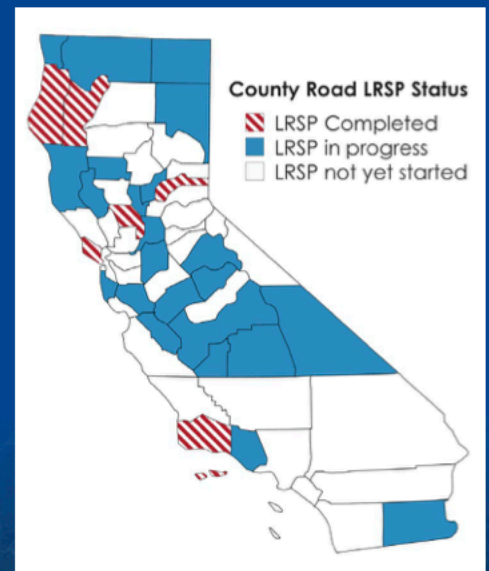 County Road LRSP Status
LRSP Completed
LRSP in progress
LRSP not yet started